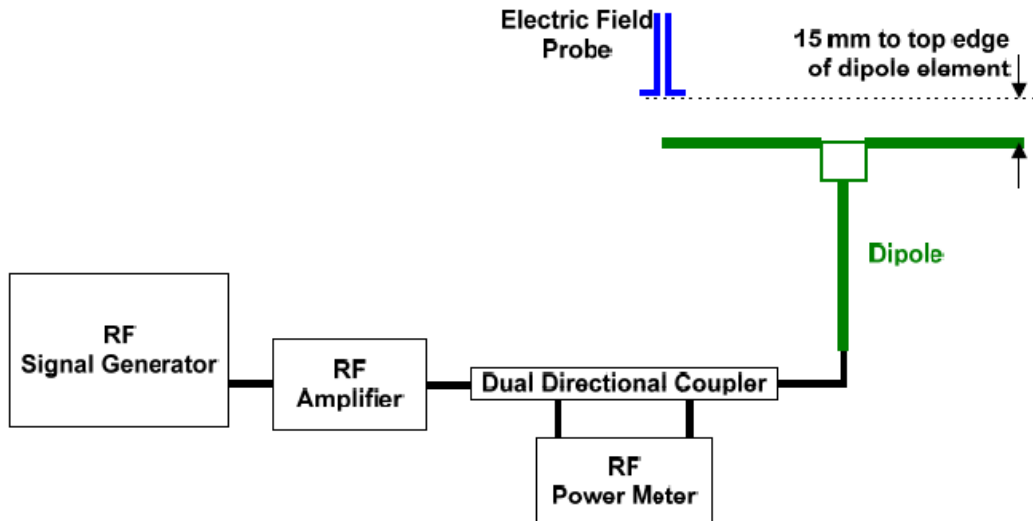 Electric Field
Probe
15 mm to top edge
of dipole element
Dipole
RF
Signal Generator
RF
Amplifier
Dual Directional Coupler
RF
Power Meter